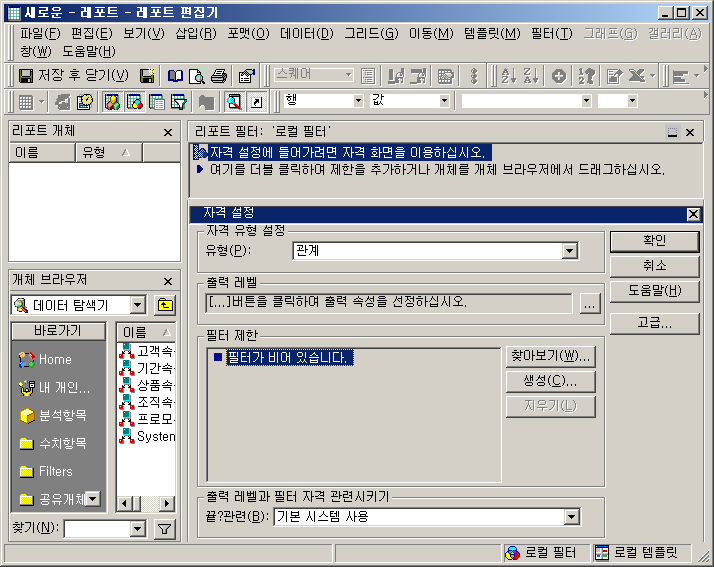 새로운 - 레포트 - 레포트 편집기
파일(F) 편집(E) 보기(V) 삽입(R) 포맷(O) 데이터(D) 그리드(G) 이동(M) 템플릿(M) 필터(T) 그래프(G) 갤러리(A)
창(W) 도움말(H)
저장 후 닫기(V) 스퀘어
행 값
리포트 개체
이름 유형
리포트 필터: '로컬 필터'
자격 설정에 들어가려면 자격 화면을 이용하십시오.
여기를 더블 클릭하여 제한을 추가하거나 개체를 개체 브라우저에서 드래그하십시오.
자격 설정
자격 유형 설정
유형(P): 관계
확인
취소
도움말(H)
고급...
출력 레벨
[...]버튼을 클릭하여 출력 속성을 선정하십시오.
...
필터 제한
필터가 비어 있습니다.
찾아보기(W)...
생성(C)...
지우기(L)
출력 레벨과 필터 자격 관련시키기
끝?관련(B): 기본 시스템 사용
개체 브라우저
데이터 탐색기
바로가기
Home
내 개인...
분석항목
수치항목
Filters
공유개체
이름
고객속
기간속
상품속
조직속
프로모
System
찾기(N):
로컬 필터 로컬 템플릿